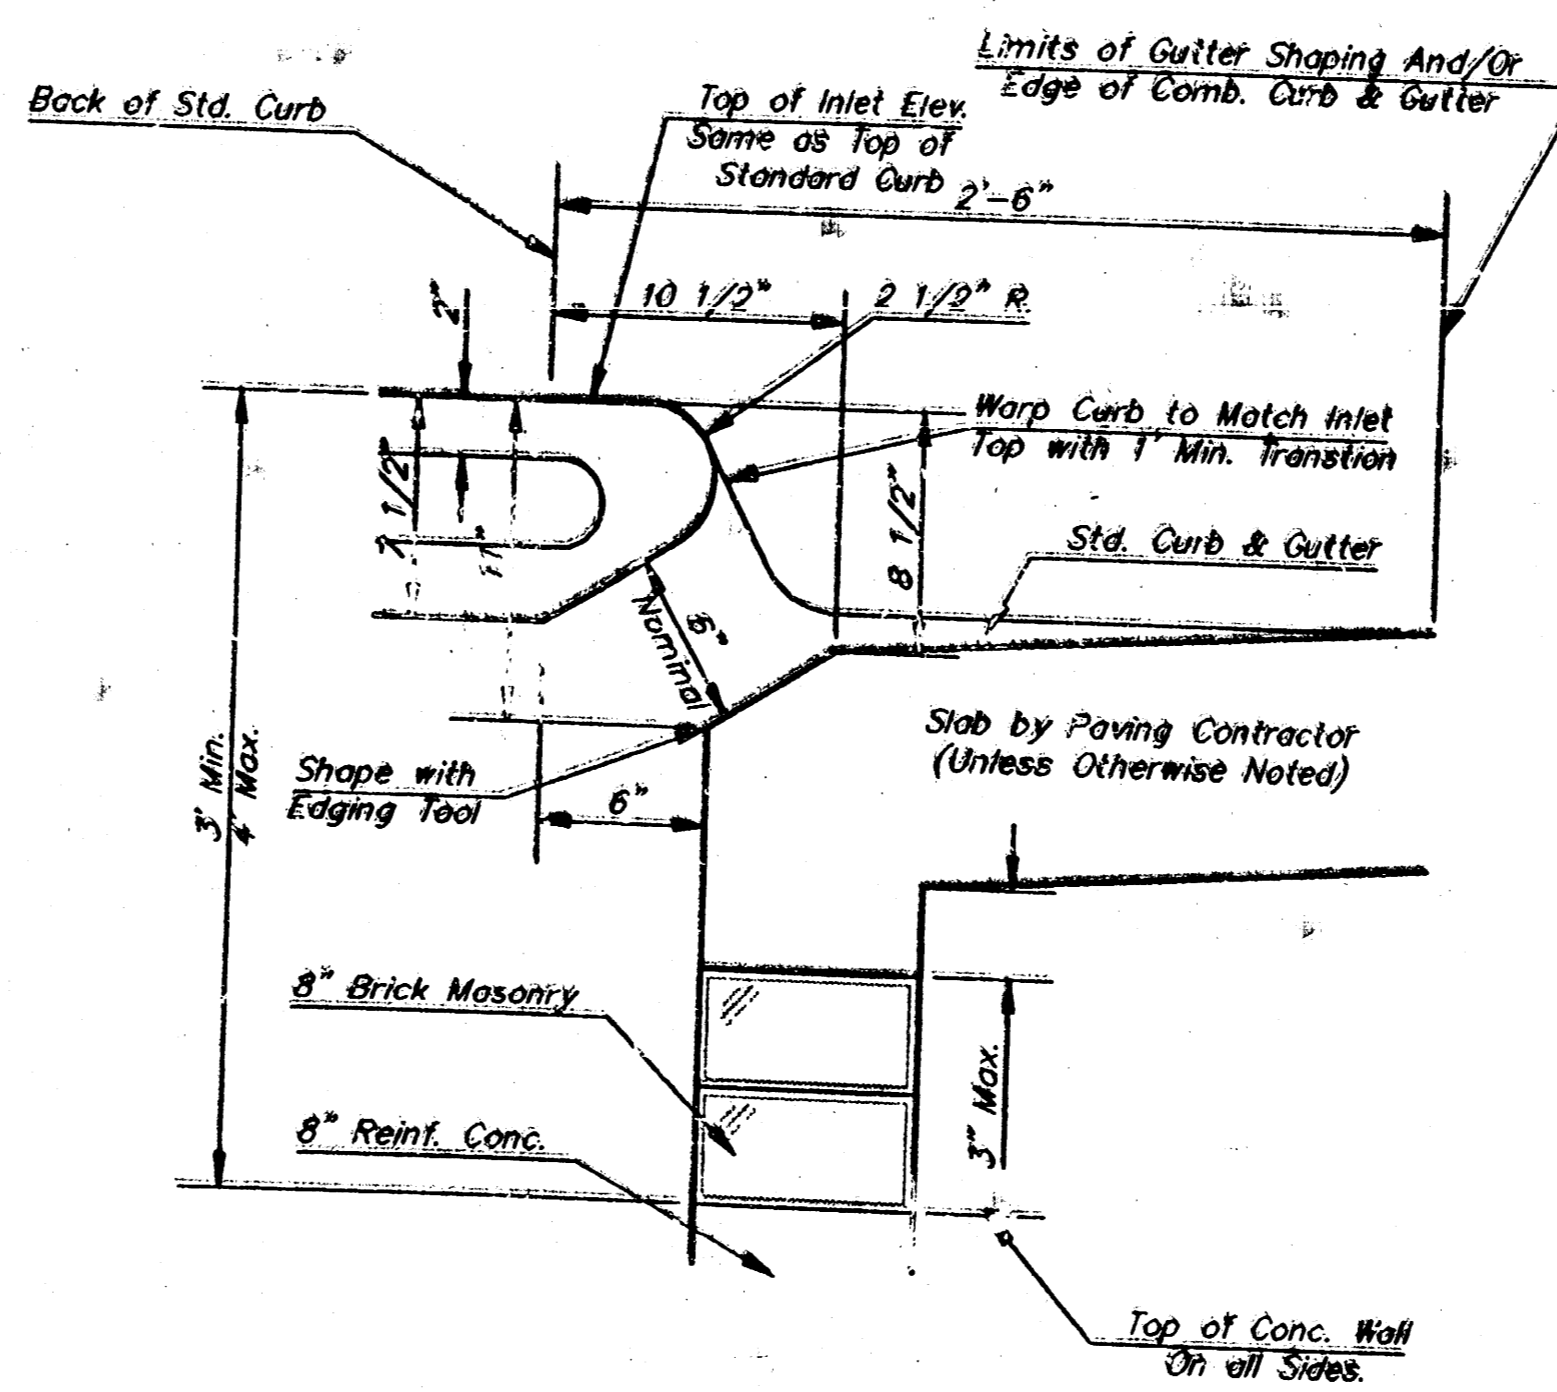 Limits of Gutter Shaping And/Or
Edge of Comb. Curb & Gutter
Back of Std. Curb
Top of Inlet Elev.
Same as Top of
Standard Curb
2'-6"
2"
10 1/2"
2 1/2" R.
Warp Curb to Match Inlet
Top with 1' Min. Transtion
7 1/2"
11"
8 1/2"
Std. Curb & Gutter
6"
Nominal
Slab by Paving Contractor
(Unless Otherwise Noted)
3' Min.
4' Max.
Shape with
Edging Tool
6"
8" Brick Masonry
3" Max.
8" Reinf. Conc.
Top of Conc. Wall
On all Sides.